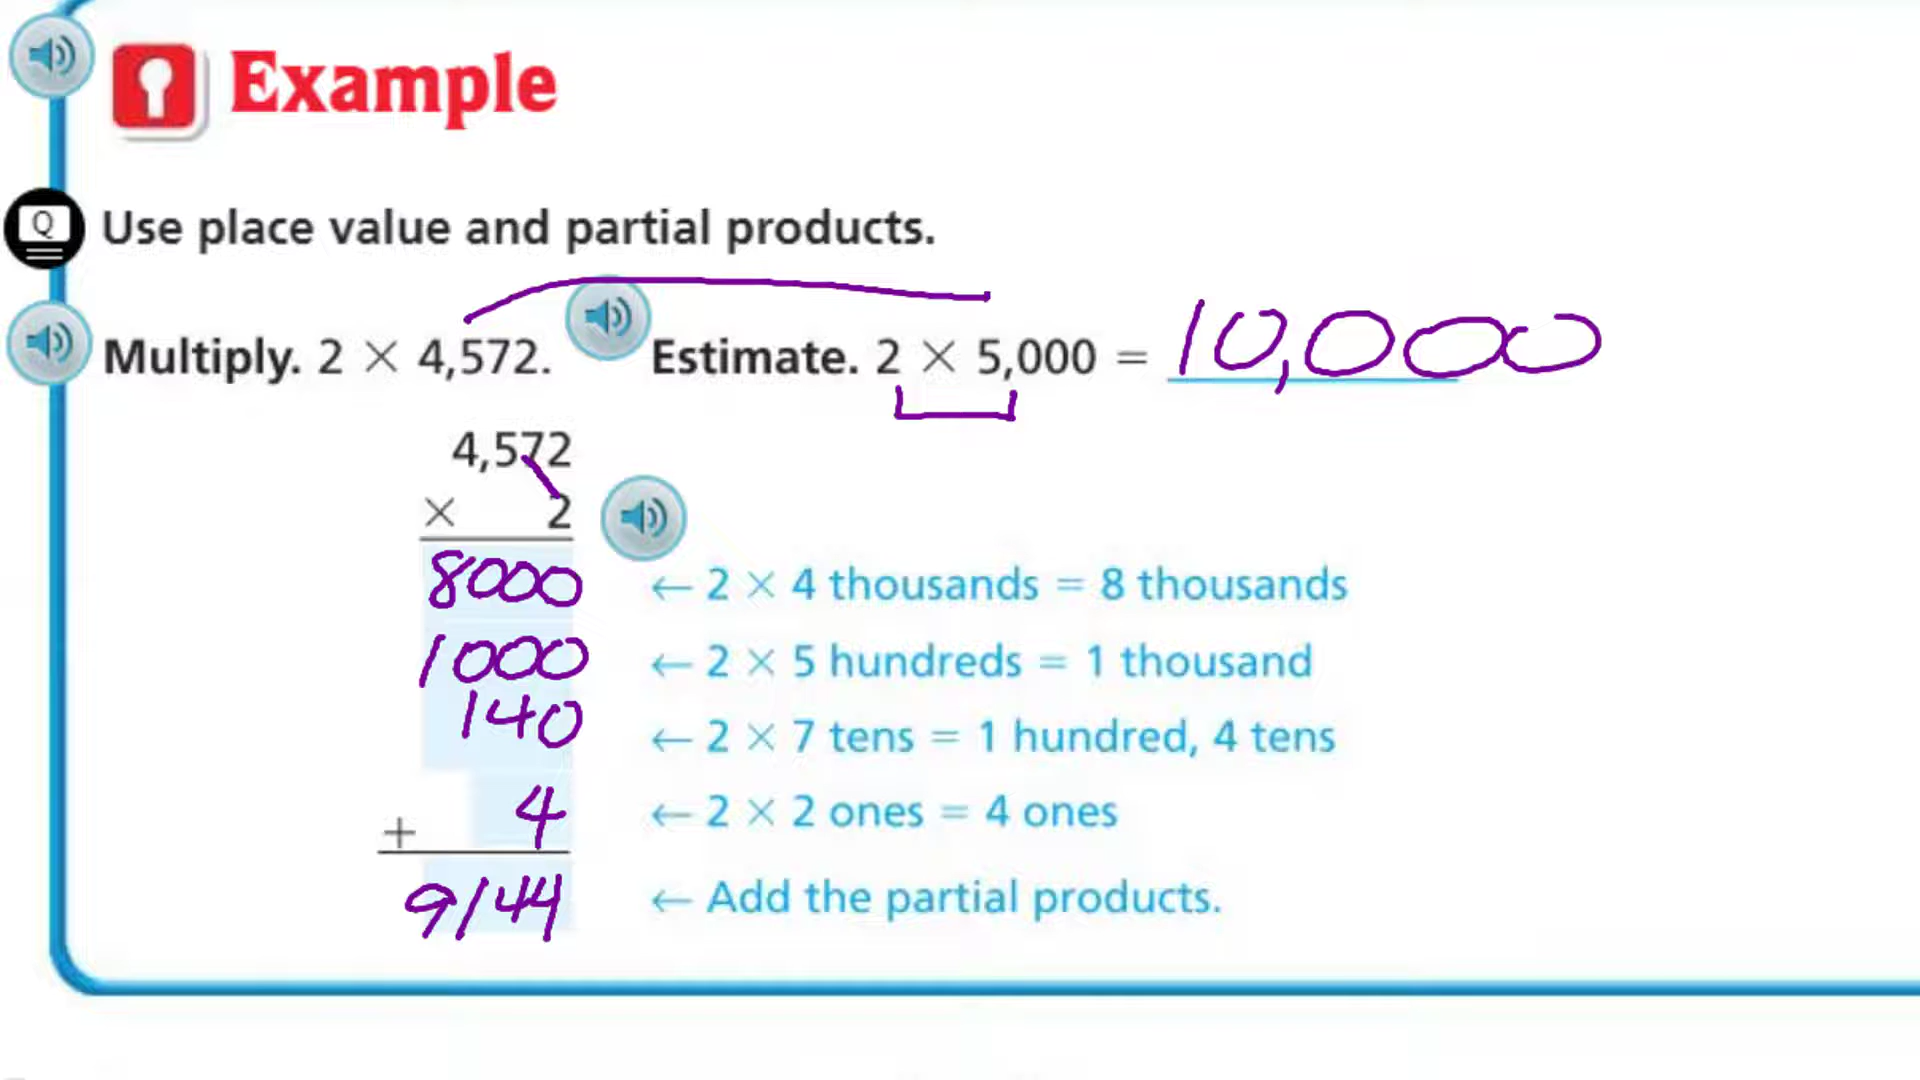 Example
Q
Use place value and partial products.
Multiply. 2 × 4,572. Estimate. 2 × 5,000 = 10,000
4,572
× 2
8000 ← 2 × 4 thousands = 8 thousands
1000 ← 2 × 5 hundreds = 1 thousand
140 ← 2 × 7 tens = 1 hundred, 4 tens
+ 4 ← 2 × 2 ones = 4 ones
9144 ← Add the partial products.